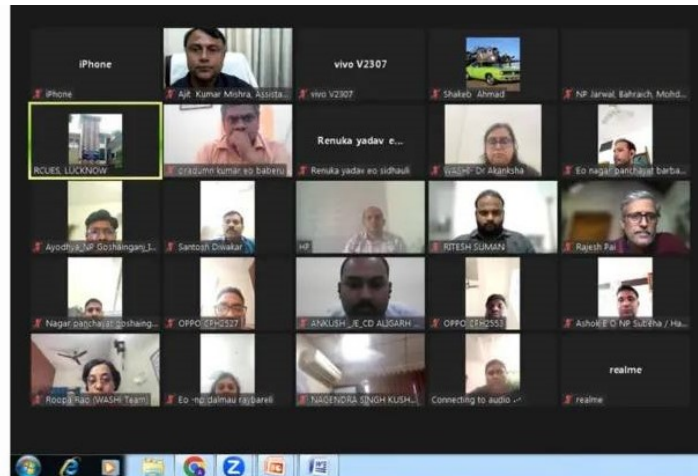 iPhone
iPhone
Ajit Kumar Mishra, Assista...
vivo V2307
vivo V2307
Shakeb Ahmad
NP Jarwal, Bahraich, Mohd...
RCUES, LUCKNOW
pradumn kumar eo baberu
Renuka yadav e...
Renuka yadav eo sidhauli
WASHI- Dr Akanksha
Eo nagar panchayat barba...
Ayodhya_NP Goshainganj_I...
Santosh Diwakar
HP
RITESH SUMAN
Rajesh Pai
Nagar panchayat goshaing...
OPPO CPH2527
ANKUSH _JE_CD ALIGARH ...
OPPO CPH2553
Ashok E O NP Subeha / Ha...
Roopa Rao (WASHI Team)
Eo -np dalmau raybareli
NAGENDRA SINGH KUSH...
Connecting to audio
realme
realme